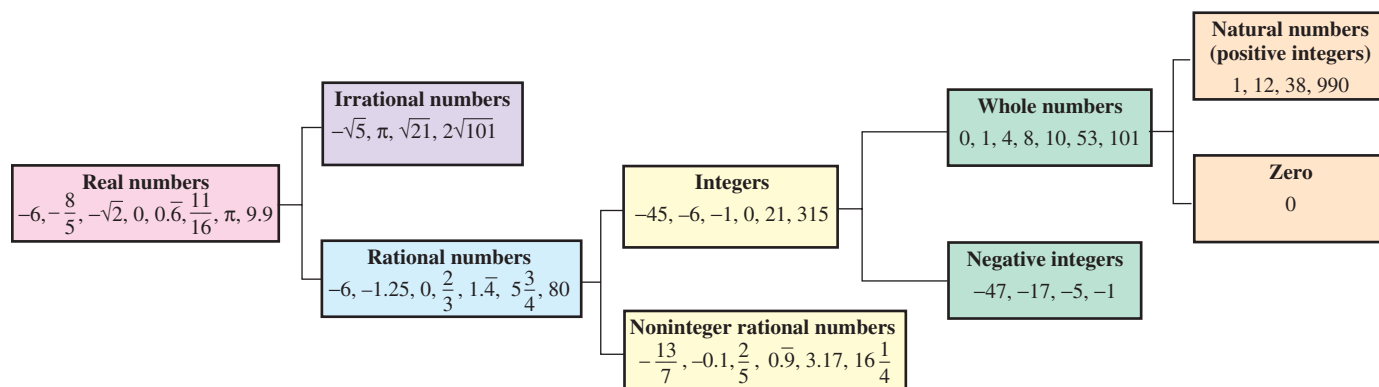 Real numbers
−6, −8/5, −√2, 0, 0.6̅, 11/16, π, 9.9
Irrational numbers
−√5, π, √21, 2√101
Rational numbers
−6, −1.25, 0, 2/3, 1.4̅, 5 3/4, 80
Integers
−45, −6, −1, 0, 21, 315
Noninteger rational numbers
−13/7, −0.1, 2/5, 0.9̅, 3.17, 16 1/4
Whole numbers
0, 1, 4, 8, 10, 53, 101
Negative integers
−47, −17, −5, −1
Natural numbers
(positive integers)
1, 12, 38, 990
Zero
0